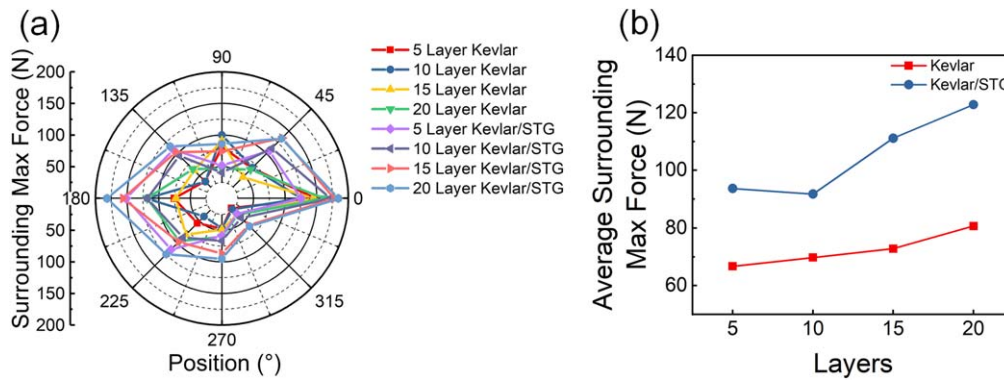 (a)
Surrounding Max Force (N)
200
150
100
50
0
50
100
150
200
90
135
45
180
0
225
315
270
Position (°)
5 Layer Kevlar
10 Layer Kevlar
15 Layer Kevlar
20 Layer Kevlar
5 Layer Kevlar/STG
10 Layer Kevlar/STG
15 Layer Kevlar/STG
20 Layer Kevlar/STG
(b)
Average Surrounding
Max Force (N)
140
120
100
80
60
Kevlar
Kevlar/STG
5 10 15 20
Layers